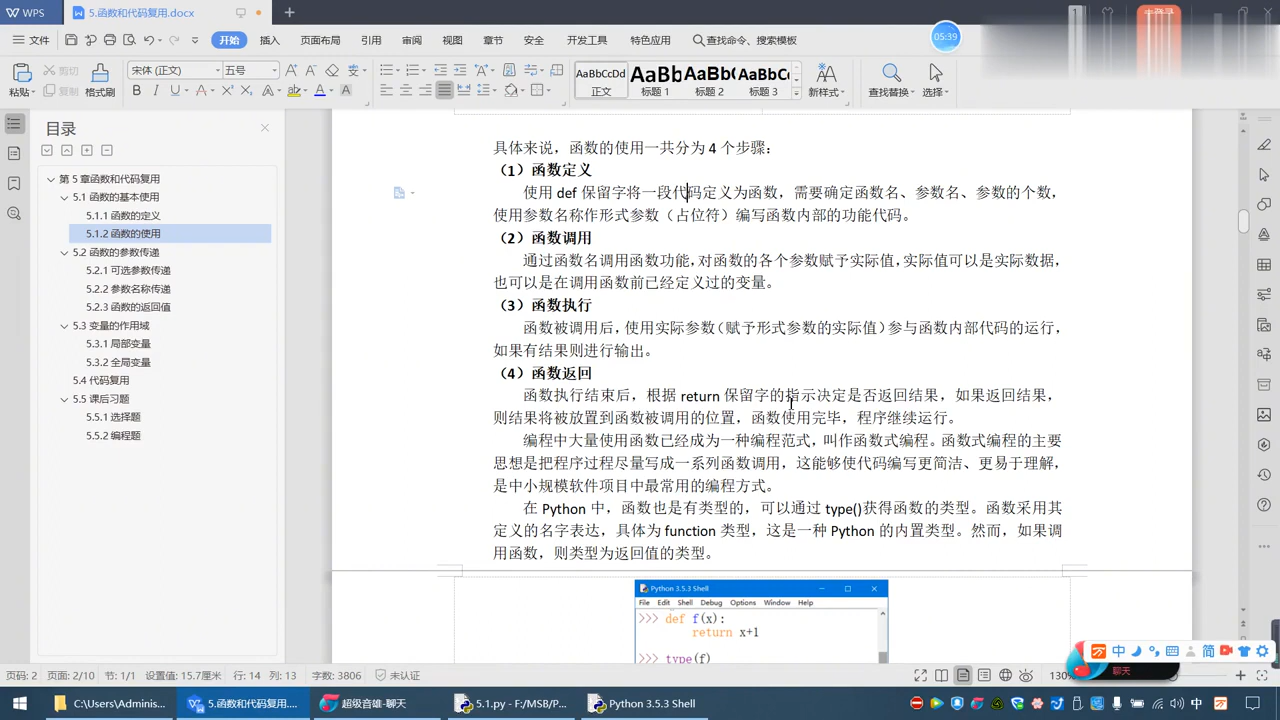 WPS
5.函数和代码复用.docx
05:39
1
文件
开始
插入
页面布局
引用
审阅
视图
章节
安全
开发工具
特色应用
查找命令、搜索模板
粘贴
剪切
复制
格式刷
宋体 (正文)
五号
AaBbCcDd
正文
AaBb
标题 1
AaBb(
标题 2
AaBbC
标题 3
新样式
查找替换
选择
目录
第 5 章函数和代码复用
5.1 函数的基本使用
5.1.1 函数的定义
5.1.2 函数的使用
5.2 函数的参数传递
5.2.1 可选参数传递
5.2.2 参数名称传递
5.2.3 函数的返回值
5.3 变量的作用域
5.3.1 局部变量
5.3.2 全局变量
5.4 代码复用
5.5 课后习题
5.5.1 选择题
5.5.2 编程题
具体来说，函数的使用一共分为 4 个步骤：
（1）函数定义
使用 def 保留字将一段代码定义为函数，需要确定函数名、参数名、参数的个数，
使用参数名称作形式参数（占位符）编写函数内部的功能代码。
（2）函数调用
通过函数名调用函数功能，对函数的各个参数赋予实际值，实际值可以是实际数据，
也可以是在调用函数前已经定义过的变量。
（3）函数执行
函数被调用后，使用实际参数（赋予形式参数的实际值）参与函数内部代码的运行，
如果有结果则进行输出。
（4）函数返回
函数执行结束后，根据 return 保留字的指示决定是否返回结果，如果返回结果，
则结果将被放置到函数被调用的位置，函数使用完毕，程序继续运行。
编程中大量使用函数已经成为一种编程范式，叫作函数式编程。函数式编程的主要
思想是把程序过程尽量写成一系列函数调用，这能够使代码编写更简洁、更易于理解，
是中小规模软件项目中最常用的编程方式。
在 Python 中，函数也是有类型的，可以通过 type()获得函数的类型。函数采用其
定义的名字表达，具体为 function 类型，这是一种 Python 的内置类型。然而，如果调
用函数，则类型为返回值的类型。
Python 3.5.3 Shell
File Edit Shell Debug Options Window Help
>>> def f(x):
return x+1
>>> type(f)
中
简
聊天
页码: 2
页面: 2/10
节: 1/1
设置值: 15.7厘米
行: 14
列: 13
字数: 3806
130%
C:\Users\Adminis...
5.函数和代码复用....
超级音雄-聊天
5.1.py - F:/MSB/P...
Python 3.5.3 Shell
中